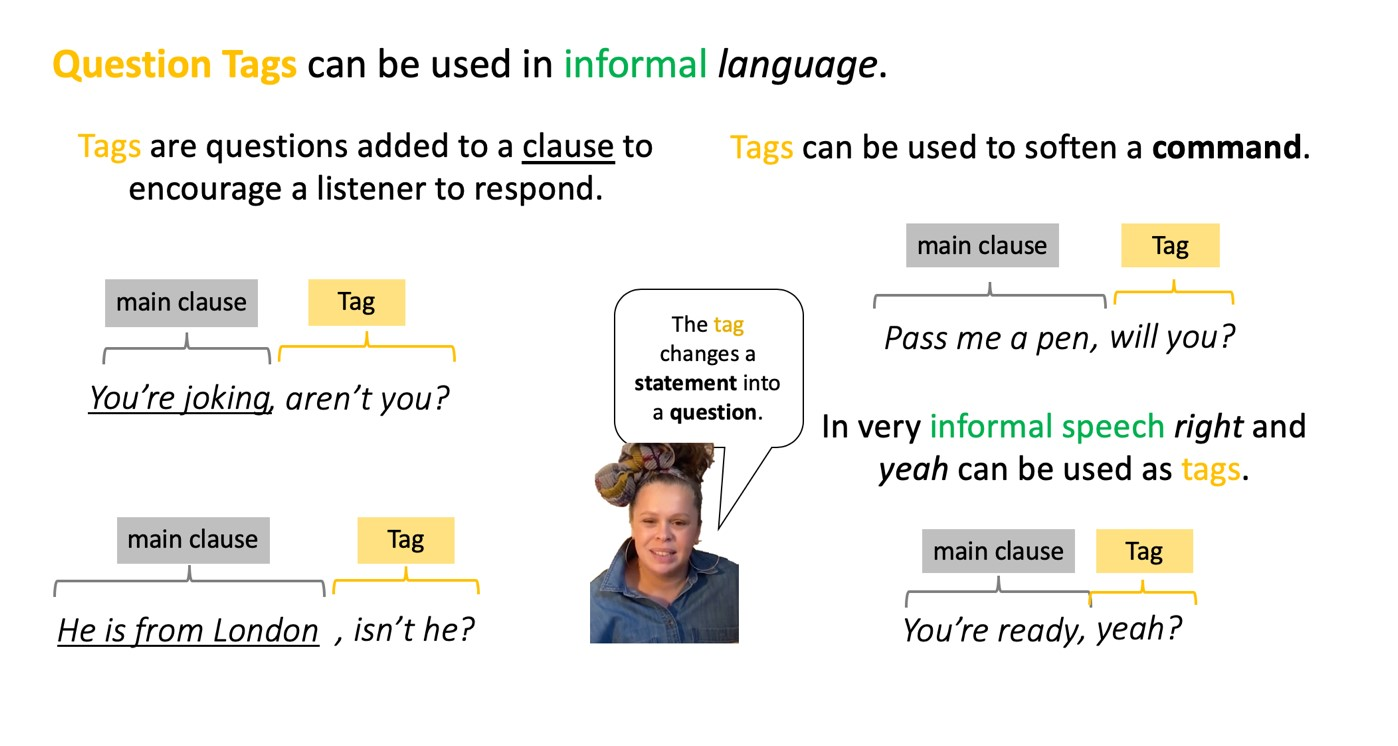 Question Tags can be used in informal language.
Tags are questions added to a clause to
encourage a listener to respond.
main clause Tag
You’re joking, aren’t you?
main clause Tag
He is from London , isn’t he?
The tag
changes a
statement into
a question.
Tags can be used to soften a command.
main clause Tag
Pass me a pen, will you?
In very informal speech right and
yeah can be used as tags.
main clause Tag
You’re ready, yeah?